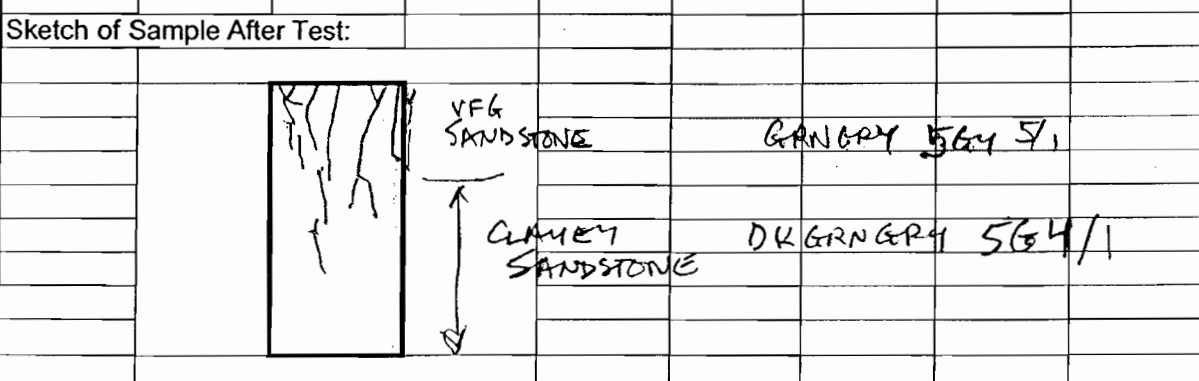 Sketch of Sample After Test:
VFG
SANDSTONE
GRNGRY 5GY 5/1
CLAYEY
SANDSTONE
DKGRNGRY 5G4/1